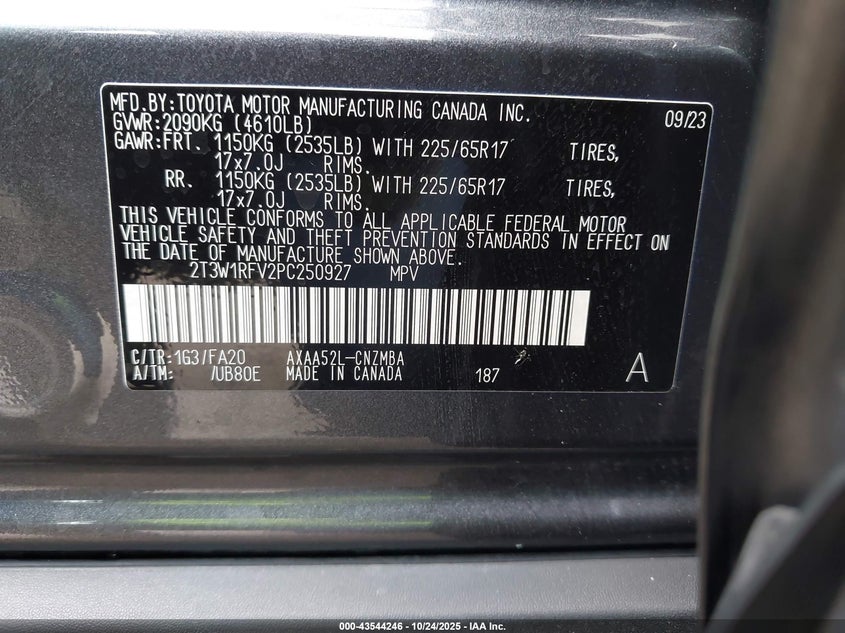 MFD.BY:TOYOTA MOTOR MANUFACTURING CANADA INC. 09/23
GVWR:2090KG (4610LB)
GAWR:FRT. 1150KG (2535LB) WITH 225/65R17 TIRES,
17x7.0J RIMS.
RR. 1150KG (2535LB) WITH 225/65R17 TIRES,
17x7.0J RIMS.
THIS VEHICLE CONFORMS TO ALL APPLICABLE FEDERAL MOTOR
VEHICLE SAFETY AND THEFT PREVENTION STANDARDS IN EFFECT ON
THE DATE OF MANUFACTURE SHOWN ABOVE.
2T3W1RFV2PC250927 MPV
C/TR:1G3/FA20 AXAA52L-CNZMBA
A/TM: /UB80E MADE IN CANADA 187 A
000-43544246 - 10/24/2025 - IAA Inc.